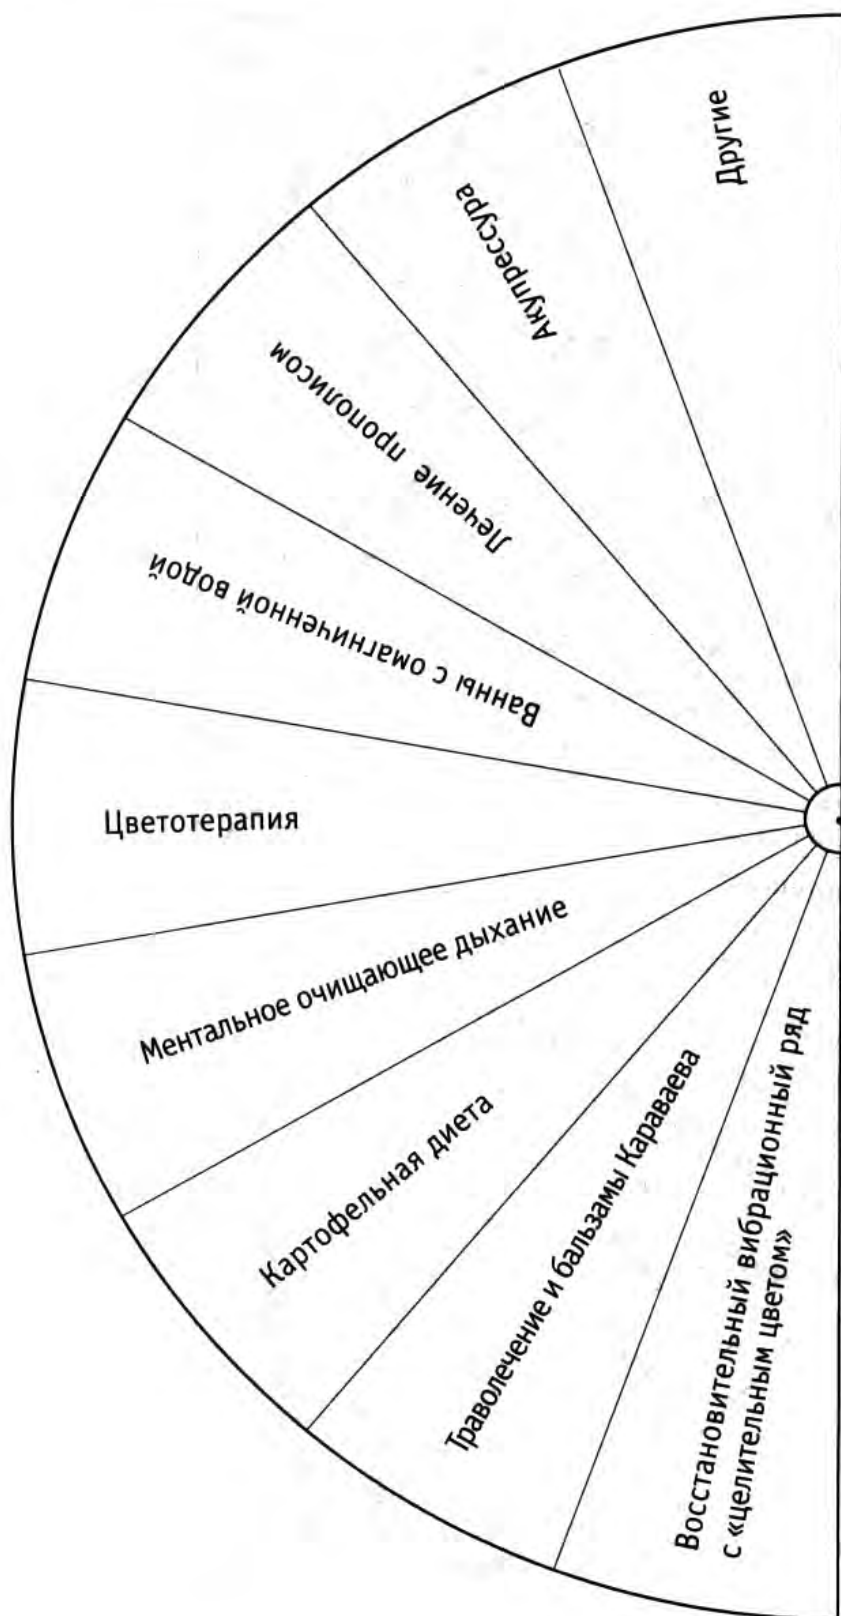 Восстановительный вибрационный ряд
с «целительным цветом»
Траволечение и бальзамы Караваева
Картофельная диета
Ментальное очищающее дыхание
Цветотерапия
Ванны с омагниченной водой
Лечение прополисом
Акупрессура
Другие